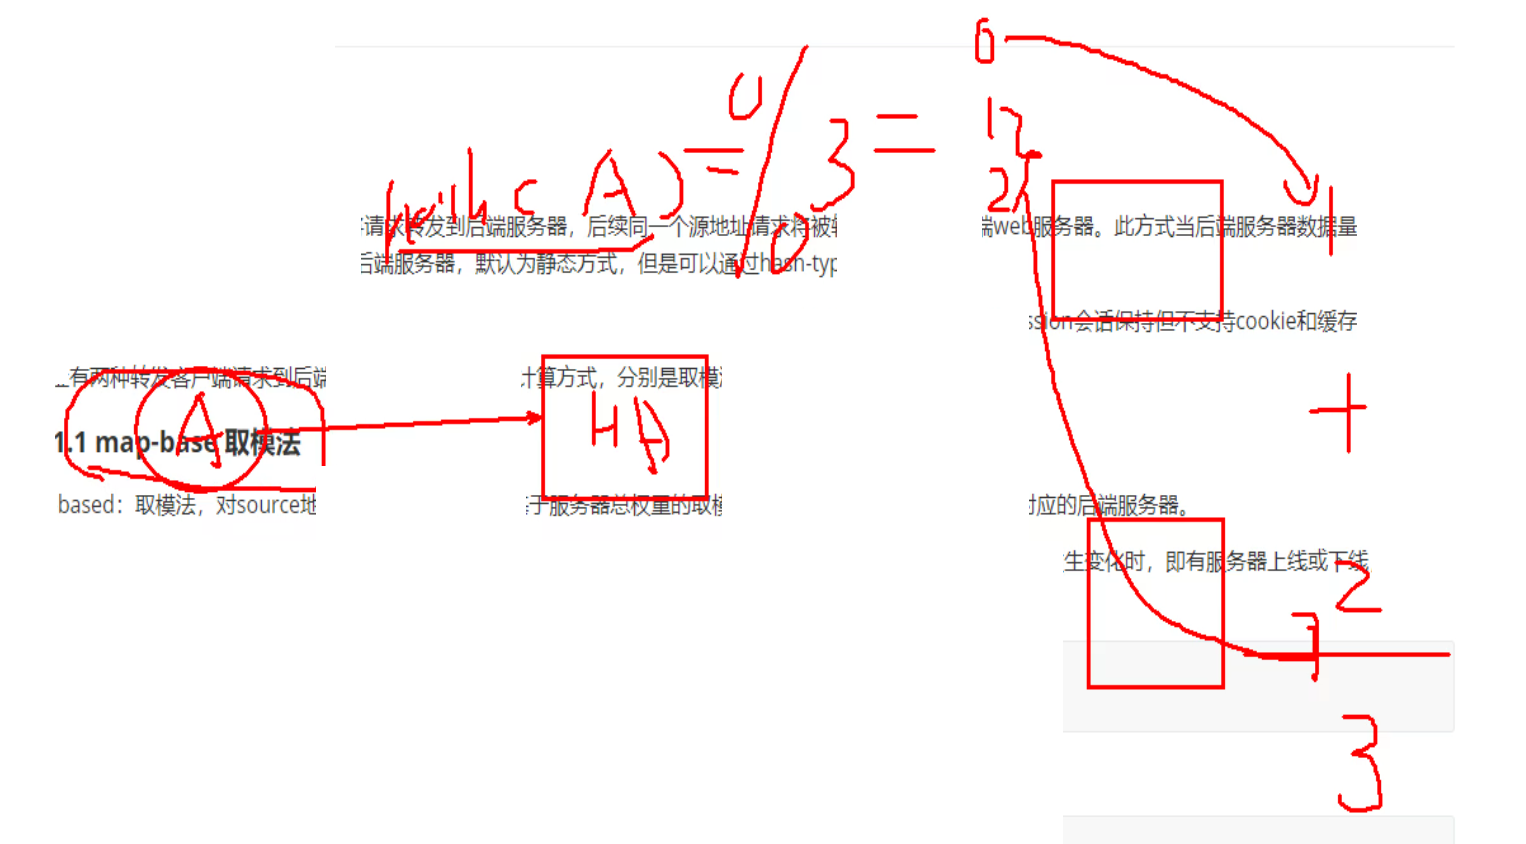 0
0
3 = 1
2
请求转发到后端服务器，后续同一个源地址请求将被
端web服务器。此方式当后端服务器数据量
1
后端服务器，默认为静态方式，但是可以通过hash-typ
0
ssion会话保持但不支持cookie和缓存
有两种转发客户端请求到后端
计算方式，分别是取模
A
HA
1.1 map-base 取模法
+
based：取模法，对source地
于服务器总权重的取模
对应的后端服务器。
生变化时，即有服务器上线或下线
2
3